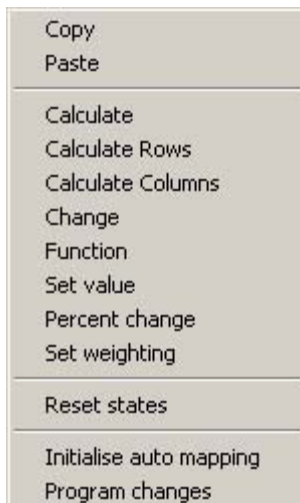 Copy
Paste
Calculate
Calculate Rows
Calculate Columns
Change
Function
Set value
Percent change
Set weighting
Reset states
Initialise auto mapping
Program changes